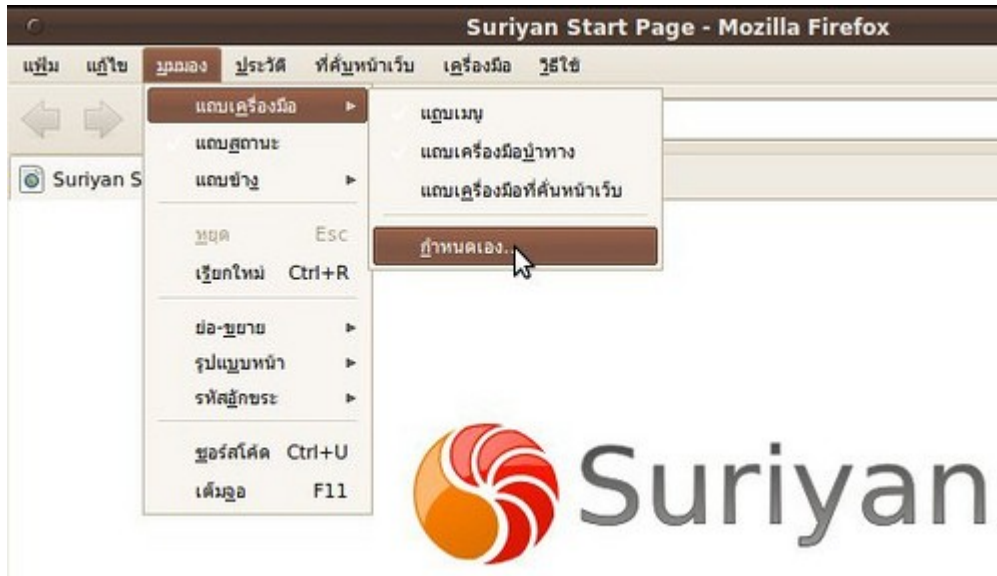 Suriyan Start Page - Mozilla Firefox
แฟ้ม แก้ไข มุมมอง ประวัติ ที่คั่นหน้าเว็บ เครื่องมือ วิธีใช้
แถบเครื่องมือ
แถบสถานะ
แถบข้าง
หยุด Esc
เรียกใหม่ Ctrl+R
ย่อ-ขยาย
รูปแบบหน้า
รหัสอักขระ
ซอร์สโค้ด Ctrl+U
เต็มจอ F11
แถบเมนู
แถบเครื่องมือนำทาง
แถบเครื่องมือที่คั่นหน้าเว็บ
กำหนดเอง...
Suriyan S
Suriyan